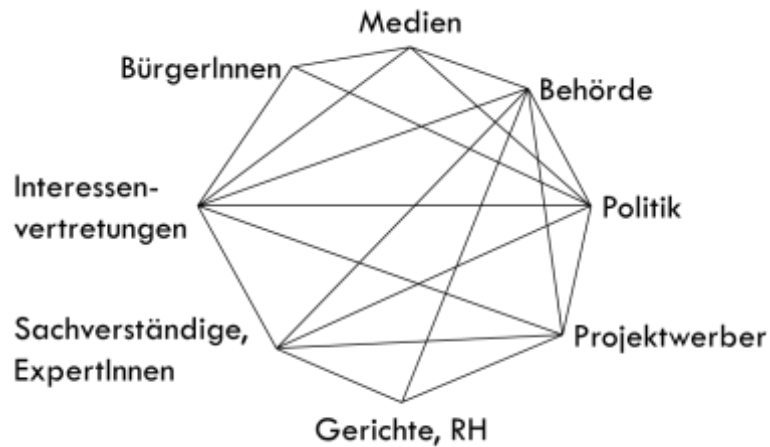 Medien
BürgerInnen
Behörde
Interessen-
vertretungen
Politik
Sachverständige,
ExpertInnen
Projektwerber
Gerichte, RH